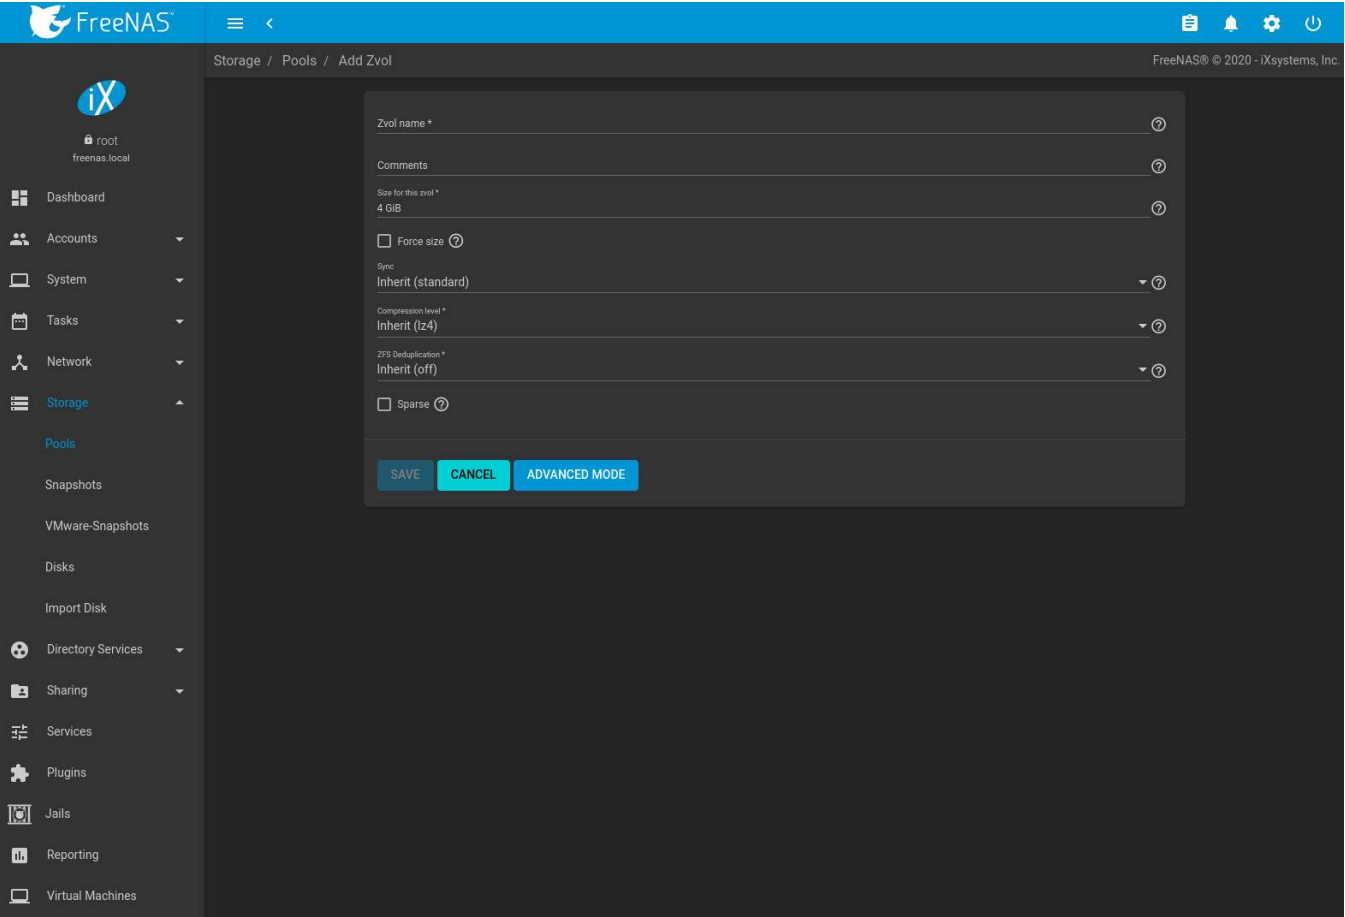 FreeNAS™
Storage / Pools / Add Zvol
FreeNAS® © 2020 - iXsystems, Inc.
iX
root
freenas.local
Dashboard
Accounts
System
Tasks
Network
Storage
Pools
Snapshots
VMware-Snapshots
Disks
Import Disk
Directory Services
Sharing
Services
Plugins
Jails
Reporting
Virtual Machines
Zvol name *
Comments
Size for this zvol *
4 GiB
Force size
Sync
Inherit (standard)
Compression level *
Inherit (lz4)
ZFS Deduplication *
Inherit (off)
Sparse
SAVE CANCEL ADVANCED MODE